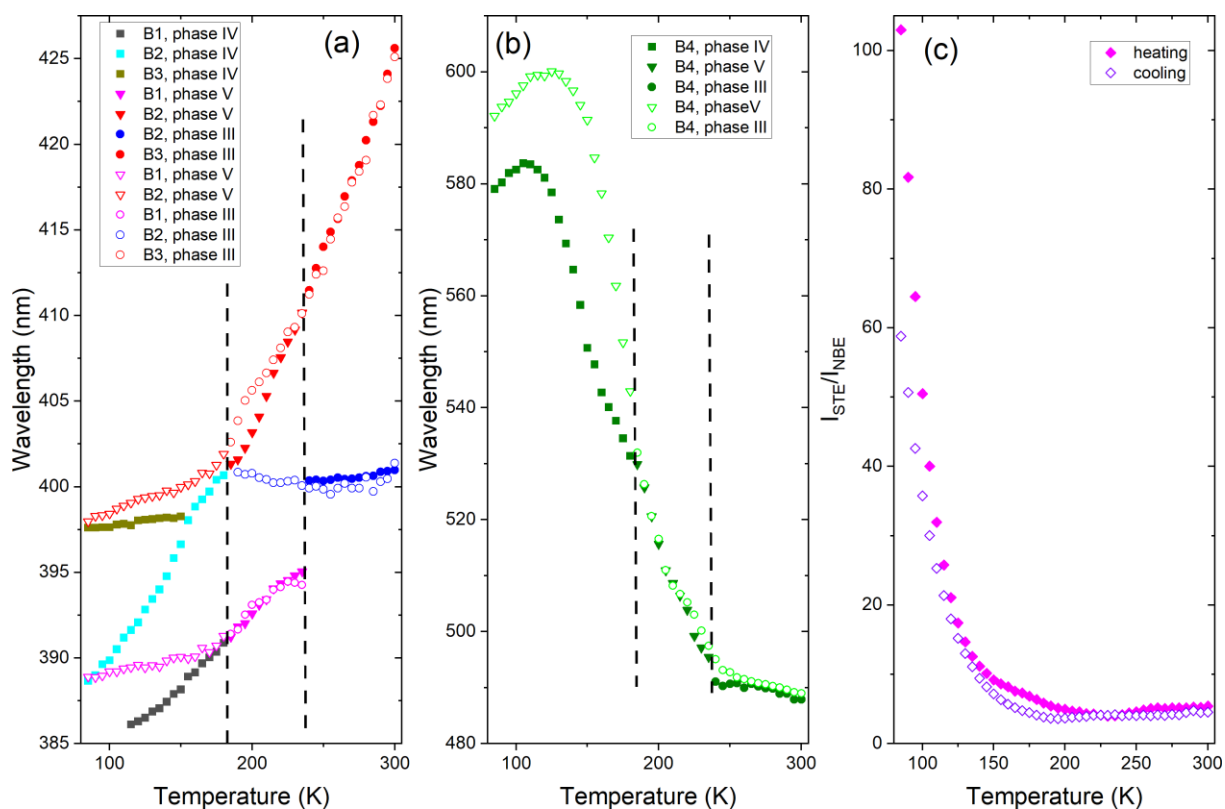 (a)
B1, phase IV
B2, phase IV
B3, phase IV
B1, phase V
B2, phase V
B2, phase III
B3, phase III
B1, phase V
B2, phase V
B1, phase III
B2, phase III
B3, phase III
425
420
415
410
405
400
395
390
385
Wavelength (nm)
100
150
200
250
300
Temperature (K)
(b)
B4, phase IV
B4, phase V
B4, phase III
B4, phaseV
B4, phase III
600
580
560
540
520
500
480
Wavelength (nm)
100
150
200
250
300
Temperature (K)
(c)
heating
cooling
100
80
60
40
20
0
I_STE/I_NBE
100
150
200
250
300
Temperature (K)